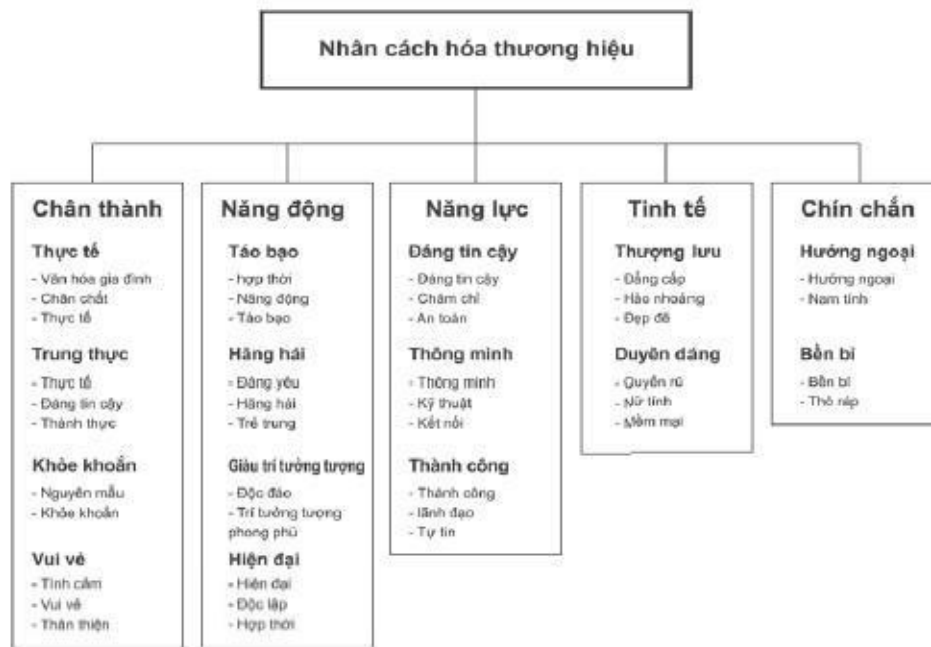 Nhân cách hóa thương hiệu
Chân thành
Thực tế
- Văn hóa gia đình
- Chân chất
- Thực tế
Trung thực
- Thực tế
- Đáng tin cậy
- Thành thực
Khỏe khoắn
- Nguyên mẫu
- Khỏe khoắn
Vui vẻ
- Tình cảm
- Vui vẻ
- Thân thiện
Năng động
Táo bạo
- hợp thời
- Năng động
- Táo bạo
Hăng hái
- Đáng yêu
- Hăng hái
- Trẻ trung
Giàu trí tưởng tượng
- Độc đáo
- Trí tưởng tượng
phong phú
Hiện đại
- Hiện đại
- Độc lập
- Hợp thời
Năng lực
Đáng tin cậy
- Đáng tin cậy
- Chăm chỉ
- An toàn
Thông minh
- Thông minh
- Kỹ thuật
- Kết nối
Thành công
- Thành công
- lãnh đạo
- Tự tin
Tinh tế
Thượng lưu
- Đẳng cấp
- Hào nhoáng
- Đẹp đẽ
Duyên dáng
- Quyến rũ
- Nữ tính
- Mềm mại
Chín chắn
Hướng ngoại
- Hướng ngoại
- Nam tính
Bền bỉ
- Bền bỉ
- Thô ráp